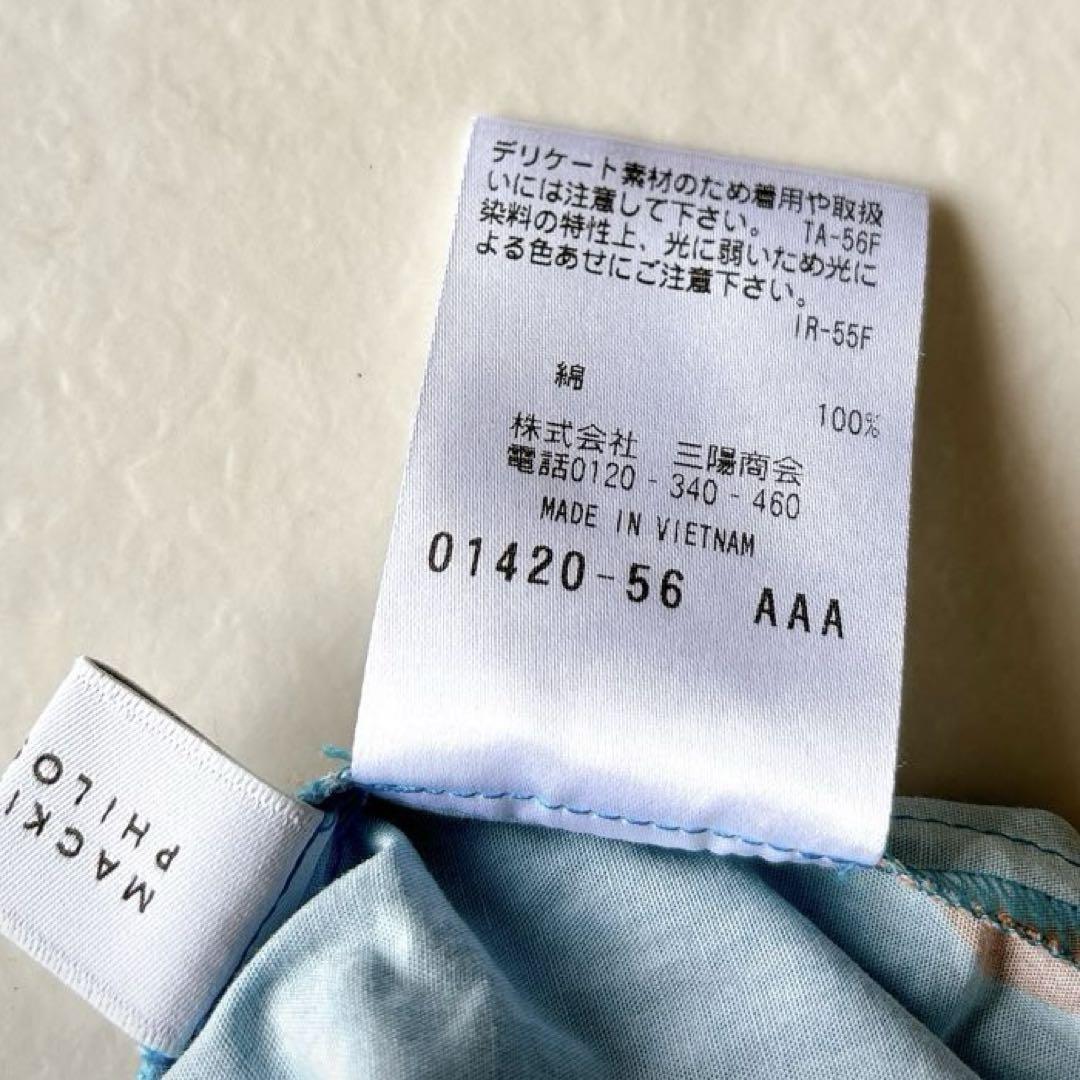 デリケート素材のため着用や取扱
いには注意して下さい。 TA-56F
染料の特性上、光に弱いため光に
よる色あせにご注意下さい。
IR-55F
綿 100%
株式会社 三陽商会
電話0120-340-460
MADE IN VIETNAM
01420-56 AAA
MACKI
PHILO